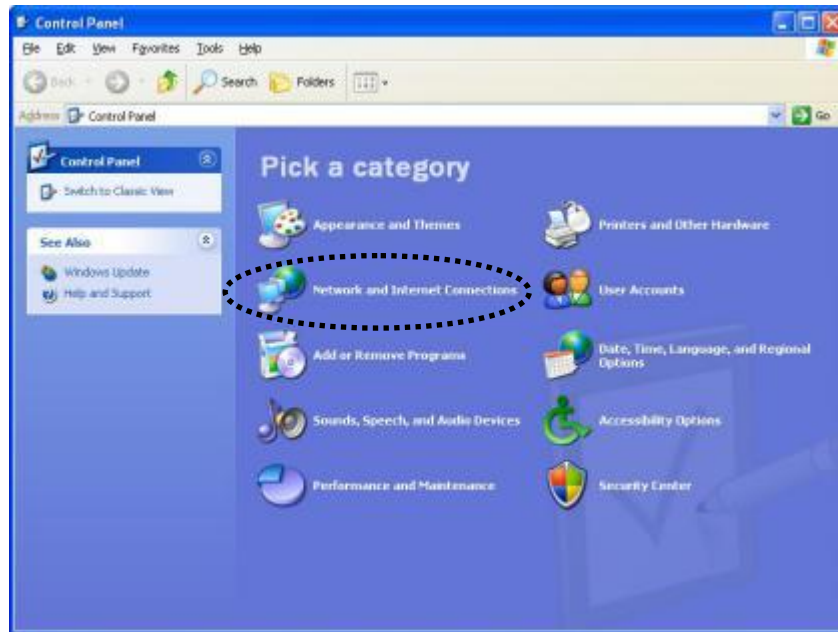 Control Panel
File Edit View Favorites Tools Help
Back Search Folders
Address Control Panel Go
Control Panel
Switch to Classic View
See Also
Windows Update
Help and Support
Pick a category
Appearance and Themes
Printers and Other Hardware
Network and Internet Connections
User Accounts
Add or Remove Programs
Date, Time, Language, and Regional
Options
Sounds, Speech, and Audio Devices
Accessibility Options
Performance and Maintenance
Security Center